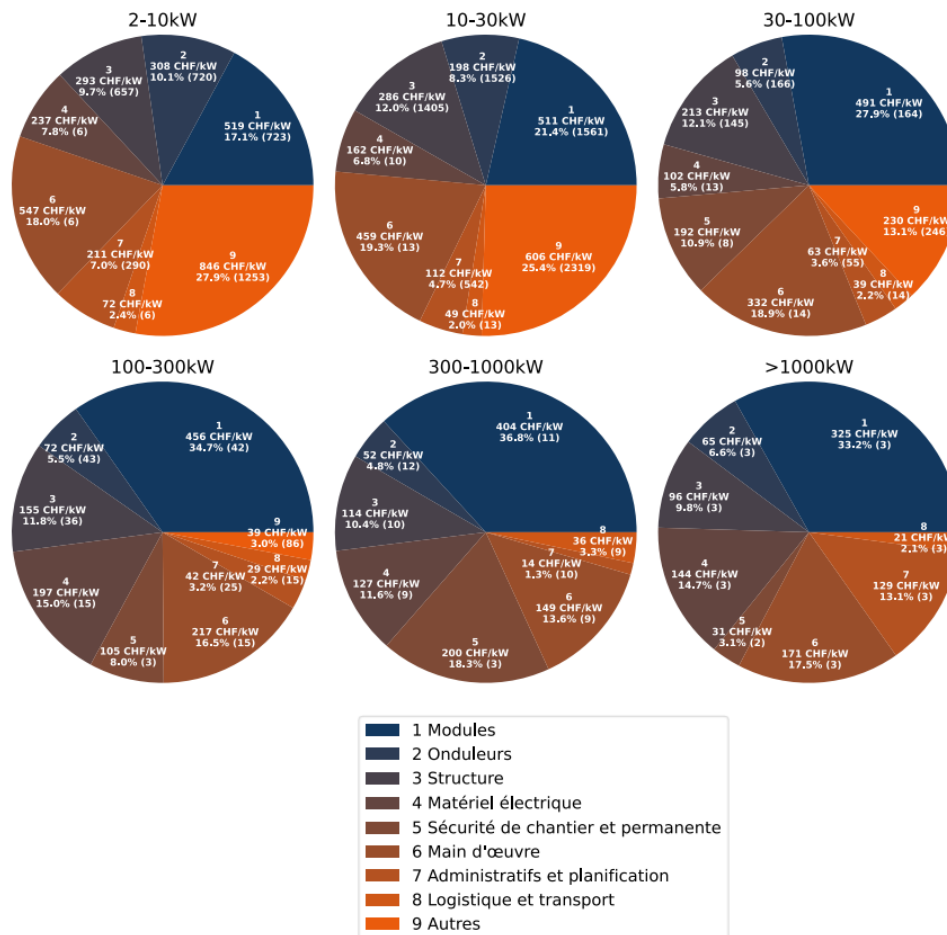 2-10kW
1
519 CHF/kW
17.1% (723)
2
308 CHF/kW
10.1% (720)
3
293 CHF/kW
9.7% (657)
4
237 CHF/kW
7.8% (6)
6
547 CHF/kW
18.0% (6)
7
211 CHF/kW
7.0% (290)
8
72 CHF/kW
2.4% (6)
9
846 CHF/kW
27.9% (1253)
10-30kW
1
511 CHF/kW
21.4% (1561)
2
198 CHF/kW
8.3% (1526)
3
286 CHF/kW
12.0% (1405)
4
162 CHF/kW
6.8% (10)
6
459 CHF/kW
19.3% (13)
7
112 CHF/kW
4.7% (542)
8
49 CHF/kW
2.0% (13)
9
606 CHF/kW
25.4% (2319)
30-100kW
1
491 CHF/kW
27.9% (164)
2
98 CHF/kW
5.6% (166)
3
213 CHF/kW
12.1% (145)
4
102 CHF/kW
5.8% (13)
5
192 CHF/kW
10.9% (8)
6
332 CHF/kW
18.9% (14)
7
63 CHF/kW
3.6% (55)
8
39 CHF/kW
2.2% (14)
9
230 CHF/kW
13.1% (246)
100-300kW
1
456 CHF/kW
34.7% (42)
2
72 CHF/kW
5.5% (43)
3
155 CHF/kW
11.8% (36)
4
197 CHF/kW
15.0% (15)
5
105 CHF/kW
8.0% (3)
6
217 CHF/kW
16.5% (15)
7
42 CHF/kW
3.2% (25)
8
29 CHF/kW
2.2% (15)
9
39 CHF/kW
3.0% (86)
300-1000kW
1
404 CHF/kW
36.8% (11)
2
52 CHF/kW
4.8% (12)
3
114 CHF/kW
10.4% (10)
4
127 CHF/kW
11.6% (9)
5
200 CHF/kW
18.3% (3)
6
149 CHF/kW
13.6% (9)
7
14 CHF/kW
1.3% (10)
8
36 CHF/kW
3.3% (9)
>1000kW
1
325 CHF/kW
33.2% (3)
2
65 CHF/kW
6.6% (3)
3
96 CHF/kW
9.8% (3)
4
144 CHF/kW
14.7% (3)
5
31 CHF/kW
3.1% (2)
6
171 CHF/kW
17.5% (3)
7
129 CHF/kW
13.1% (3)
8
21 CHF/kW
2.1% (3)
1 Modules
2 Onduleurs
3 Structure
4 Matériel électrique
5 Sécurité de chantier et permanente
6 Main d'œuvre
7 Administratifs et planification
8 Logistique et transport
9 Autres